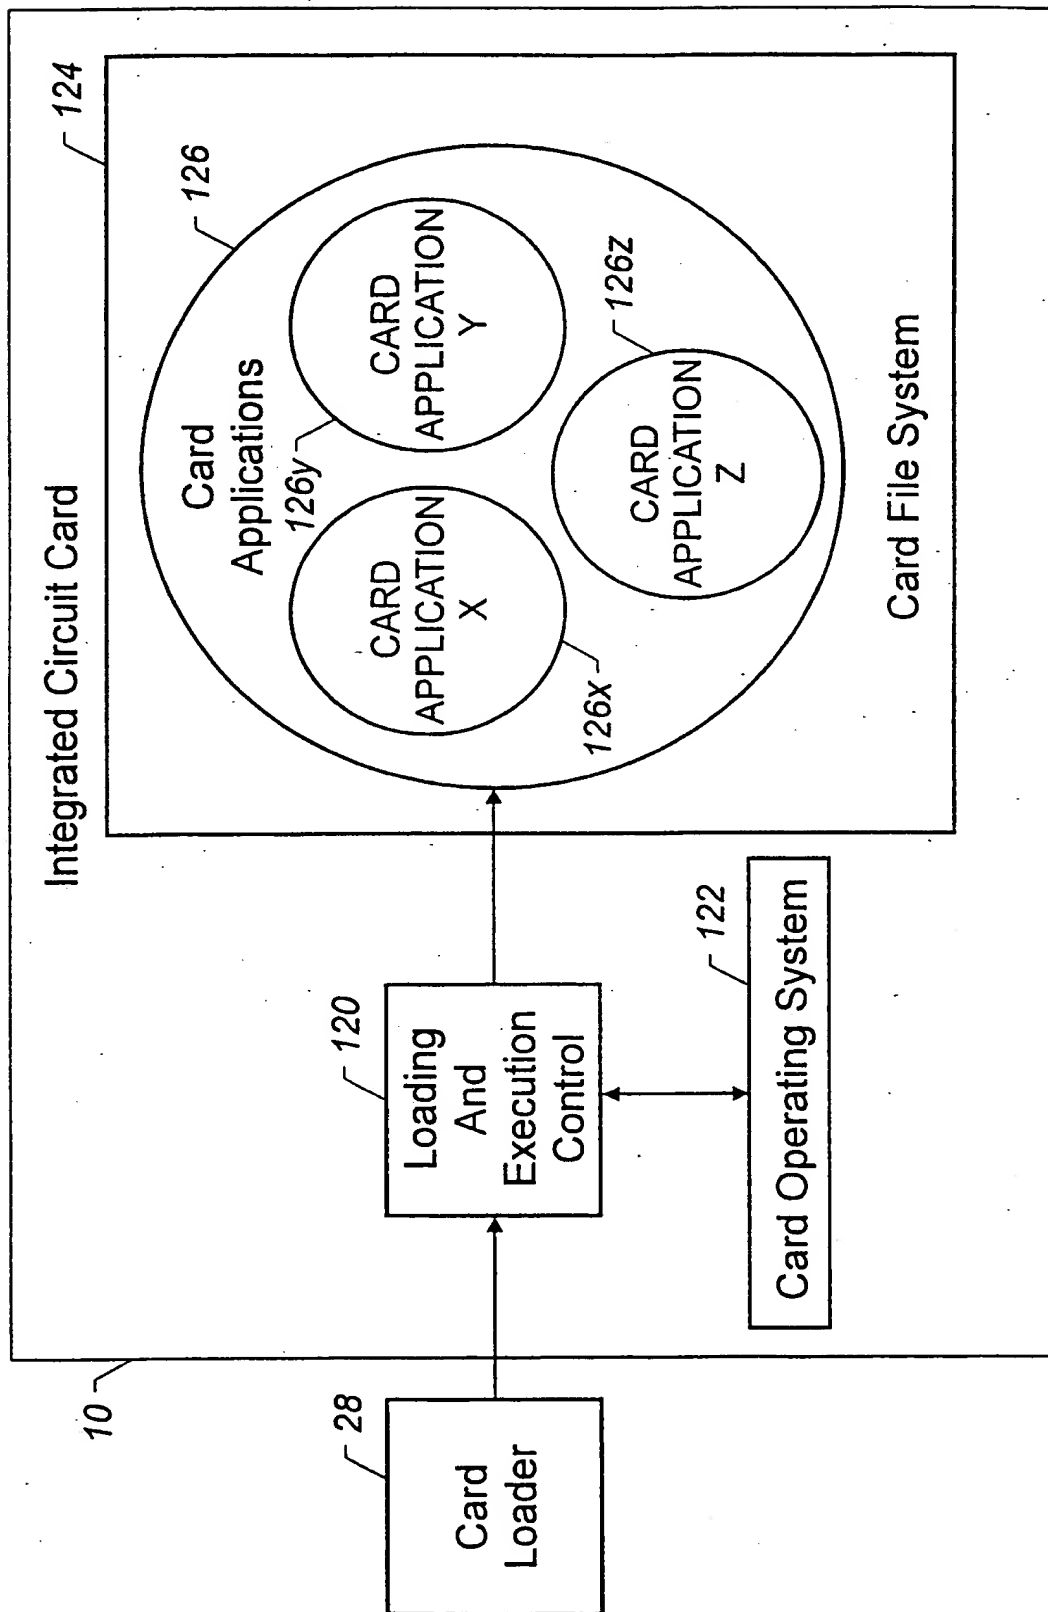 Integrated Circuit Card
10
28
Card
Loader
120
Loading
And
Execution
Control
122
Card Operating System
124
126
Card
Applications
126y
CARD
APPLICATION
X
126x
CARD
APPLICATION
Y
126z
CARD
APPLICATION
Z
Card File System